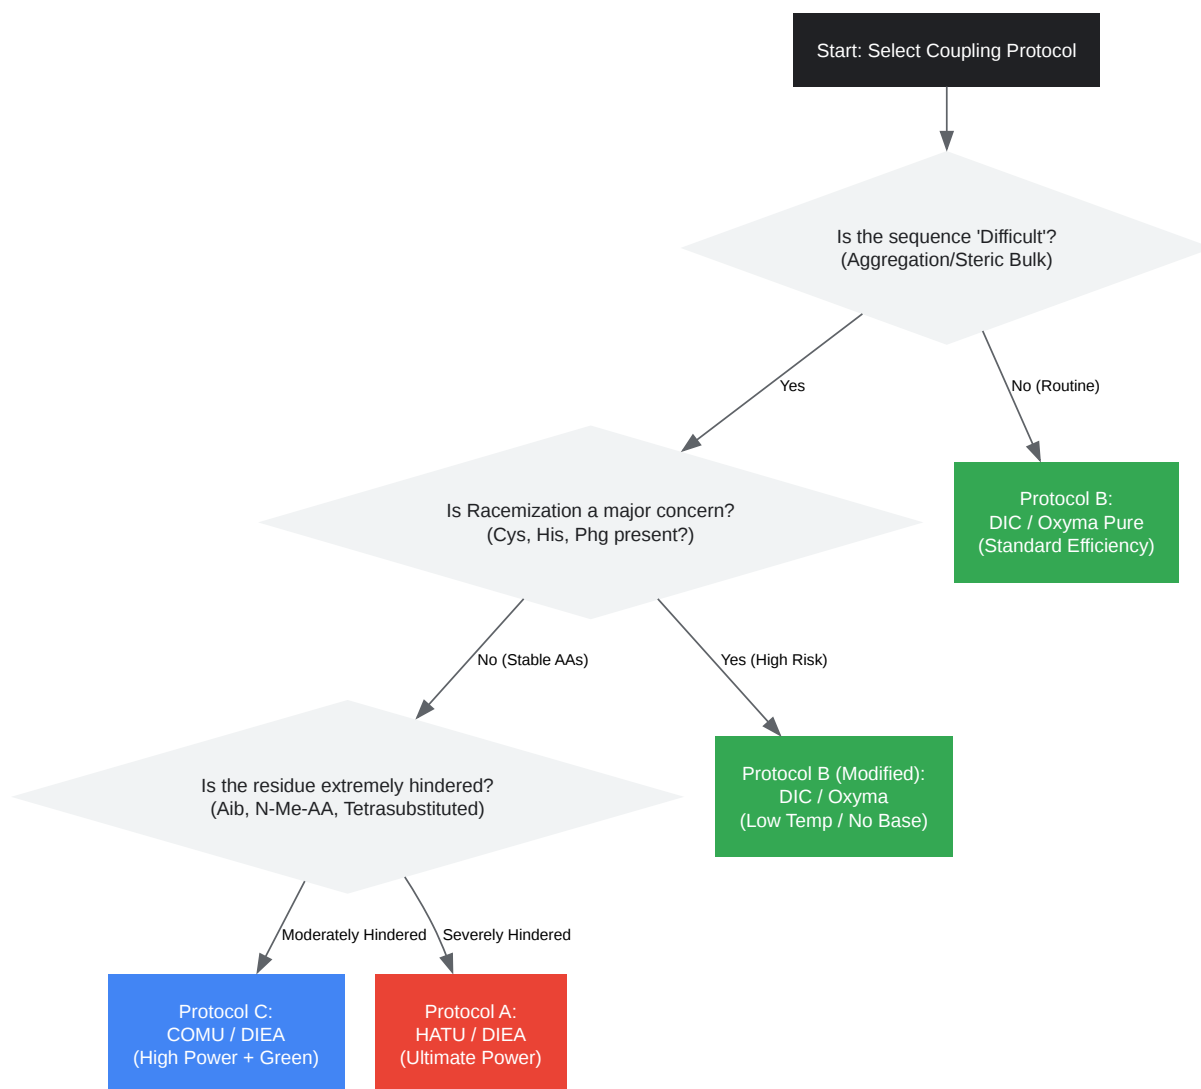 Start: Select Coupling Protocol
Is the sequence 'Difficult'?
(Aggregation/Steric Bulk)
Yes
No (Routine)
Is Racemization a major concern?
(Cys, His, Phg present?)
Protocol B:
DIC / Oxyma Pure
(Standard Efficiency)
No (Stable AAs)
Yes (High Risk)
Is the residue extremely hindered?
(Aib, N-Me-AA, Tetrasubstituted)
Protocol B (Modified):
DIC / Oxyma
(Low Temp / No Base)
Moderately Hindered
Severely Hindered
Protocol C:
COMU / DIEA
(High Power + Green)
Protocol A:
HATU / DIEA
(Ultimate Power)